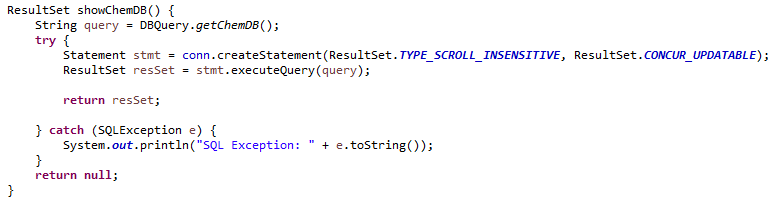 ResultSet showChemDB() {
    String query = DBQuery.getChemDB();
    try {
        Statement stmt = conn.createStatement(ResultSet.TYPE_SCROLL_INSENSITIVE, ResultSet.CONCUR_UPDATABLE);
        ResultSet resSet = stmt.executeQuery(query);

        return resSet;

    } catch (SQLException e) {
        System.out.println("SQL Exception: " + e.toString());
    }
    return null;
}